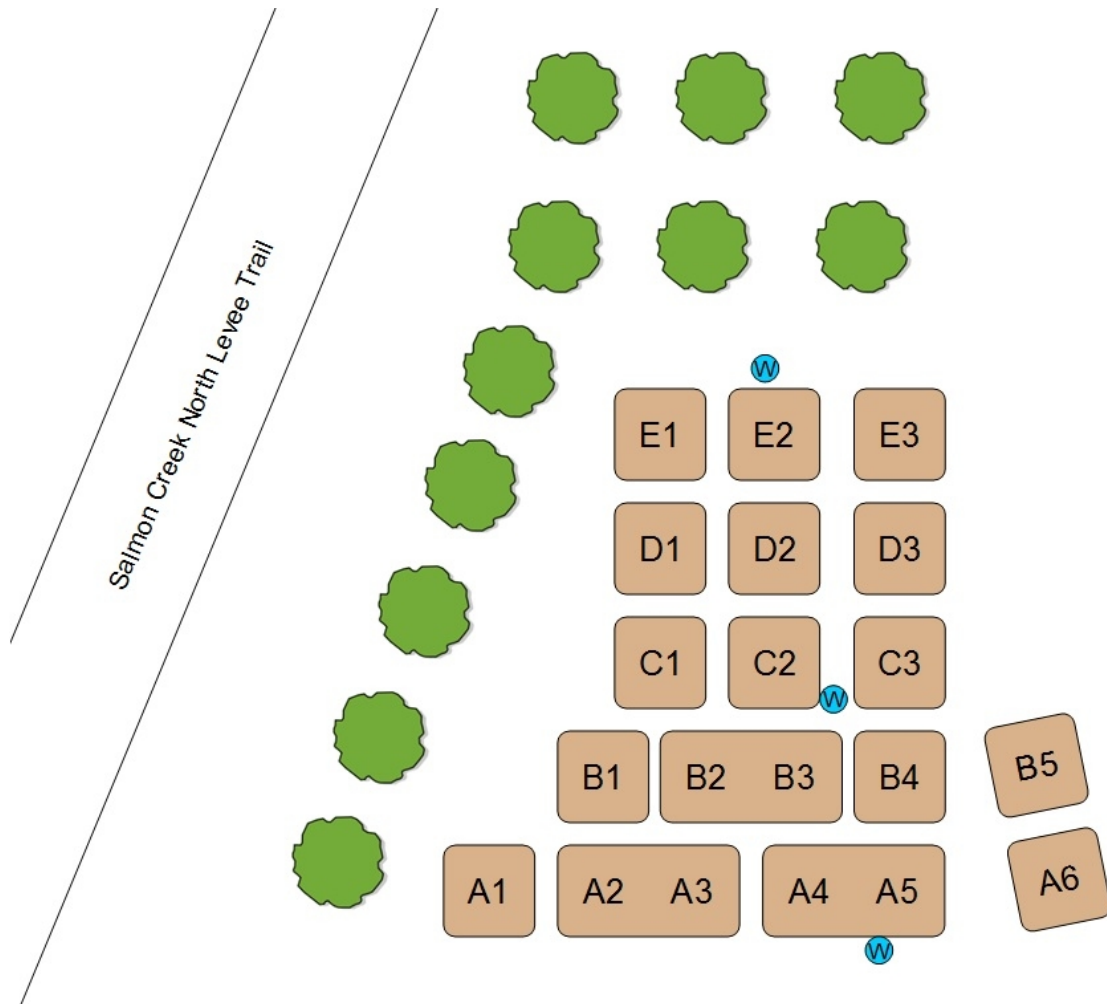 Salmon Creek North Levee Trail
W
E1 E2 E3
D1 D2 D3
C1 C2 C3
W
B1 B2 B3 B4 B5
A1 A2 A3 A4 A5 A6
W